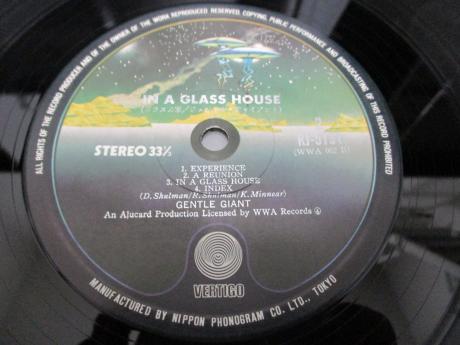 ALL RIGHTS OF THE RECORD PRODUCER AND OF THE OWNER OF THE WORK REPRODUCED RESERVED. COPYING, PUBLIC PERFORMANCE AND BROADCASTING OF THIS RECORD PROHIBITED
IN A GLASS HOUSE
STEREO 33⅓
(WWA 002 B)
1. EXPERIENCE
2. A REUNION
3. IN A GLASS HOUSE
4. INDEX
(D. Shulman/R. Shulman/K. Minnear)
GENTLE GIANT
An Alucard Production Licensed by WWA Records
VERTIGO
MANUFACTURED BY NIPPON PHONOGRAM CO., LTD., TOKYO